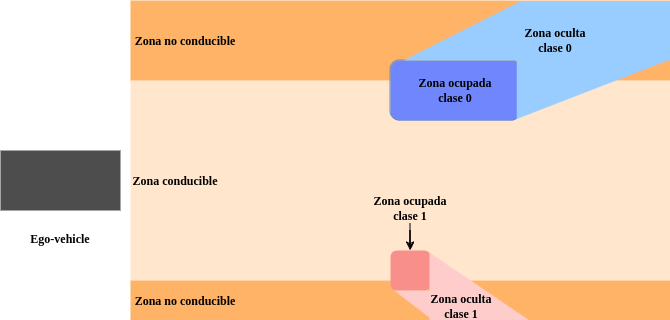 Zona no conducible
Zona oculta
clase 0
Zona ocupada
clase 0
Zona conducible
Ego-vehicle
Zona ocupada
clase 1
Zona no conducible
Zona oculta
clase 1